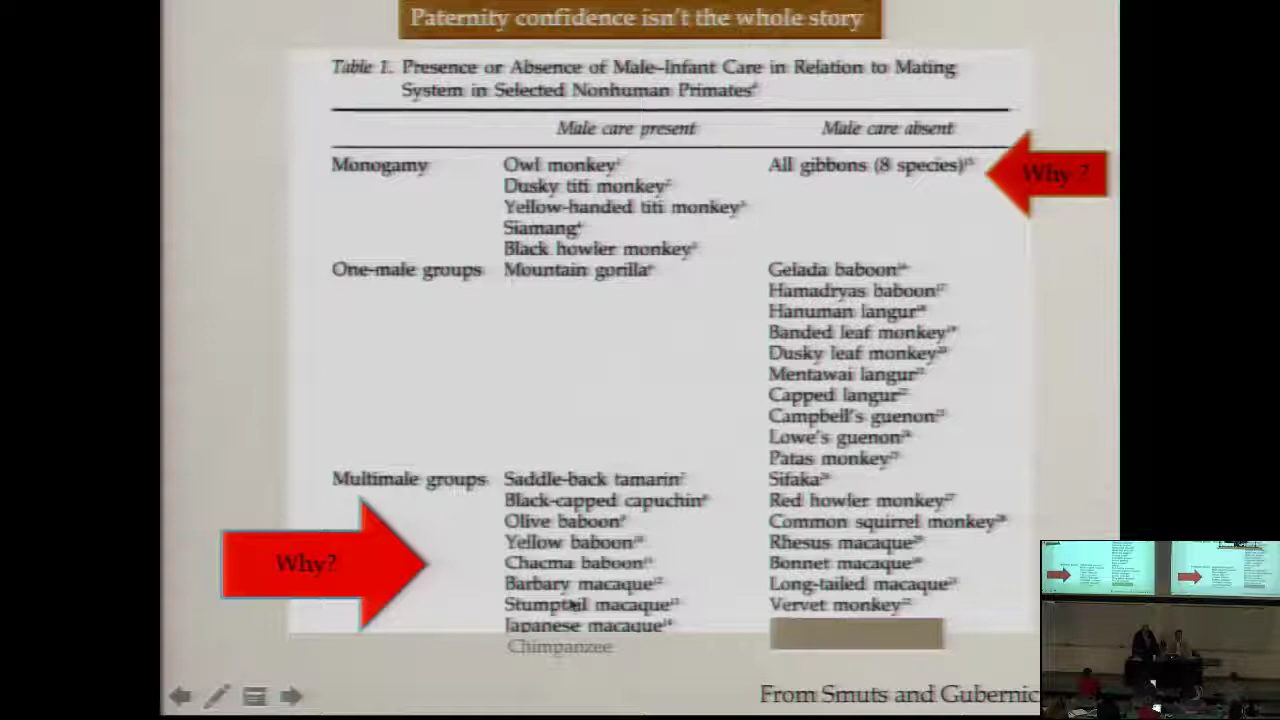 Paternity confidence isn't the whole story
Table 1. Presence or Absence of Male–Infant Care in Relation to Mating
System in Selected Nonhuman Primates
Male care present Male care absent
Monogamy Owl monkey All gibbons (8 species) Why ?
Dusky titi monkey
Yellow-handed titi monkey
Siamang
Black howler monkey
One-male groups Mountain gorilla Gelada baboon
Hamadryas baboon
Hanuman langur
Banded leaf monkey
Dusky leaf monkey
Mentawai langur
Capped langur
Campbell's guenon
Lowe's guenon
Patas monkey
Multimale groups Saddle-back tamarin Sifaka
Black-capped capuchin Red howler monkey
Olive baboon Common squirrel monkey
Yellow baboon Rhesus macaque
Why? Chacma baboon Bonnet macaque
Barbary macaque Long-tailed macaque
Stumptail macaque Vervet monkey
Japanese macaque
Chimpanzee
From Smuts and Gubernic